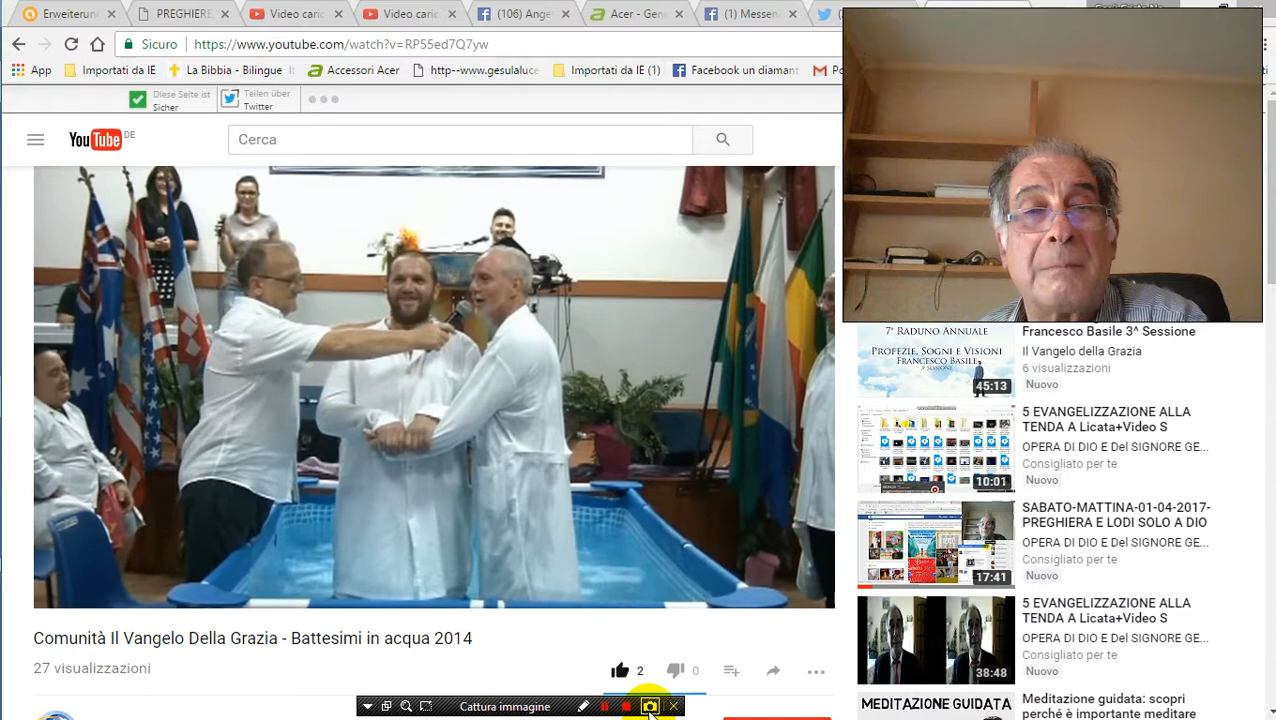 Erweiterun
PREGHIERE
Video caric
Video caric
(106) Ange
Acer - Gene
(1) Messen
Sicuro
https://www.youtube.com/watch?v=RP55ed7Q7yw
App
Importati da IE
La Bibbia - Bilingue
Accessori Acer
http--www.gesulaluce
Importati da IE (1)
Facebook un diamant
Diese Seite ist
Sicher
Teilen über
Twitter
YouTube DE
Cerca
7° RADUNO ANNUALE
PROFEZIE, SOGNI E VISIONI
FRANCESCO BASILE
45:13
Francesco Basile 3^ Sessione
Il Vangelo della Grazia
6 visualizzazioni
Nuovo
10:01
5 EVANGELIZZAZIONE ALLA
TENDA A Licata+Video S
OPERA DI DIO E Del SIGNORE GE...
Consigliato per te
Nuovo
17:41
SABATO-MATTINA-01-04-2017-
PREGHIERA E LODI SOLO A DIO
OPERA DI DIO E Del SIGNORE GE...
Consigliato per te
Nuovo
38:48
5 EVANGELIZZAZIONE ALLA
TENDA A Licata+Video S
OPERA DI DIO E Del SIGNORE GE...
Consigliato per te
Nuovo
MEDITAZIONE GUIDATA
Meditazione guidata: scopri
perché è importante meditare
Comunità Il Vangelo Della Grazia - Battesimi in acqua 2014
27 visualizzazioni
2
0
Cattura immagine